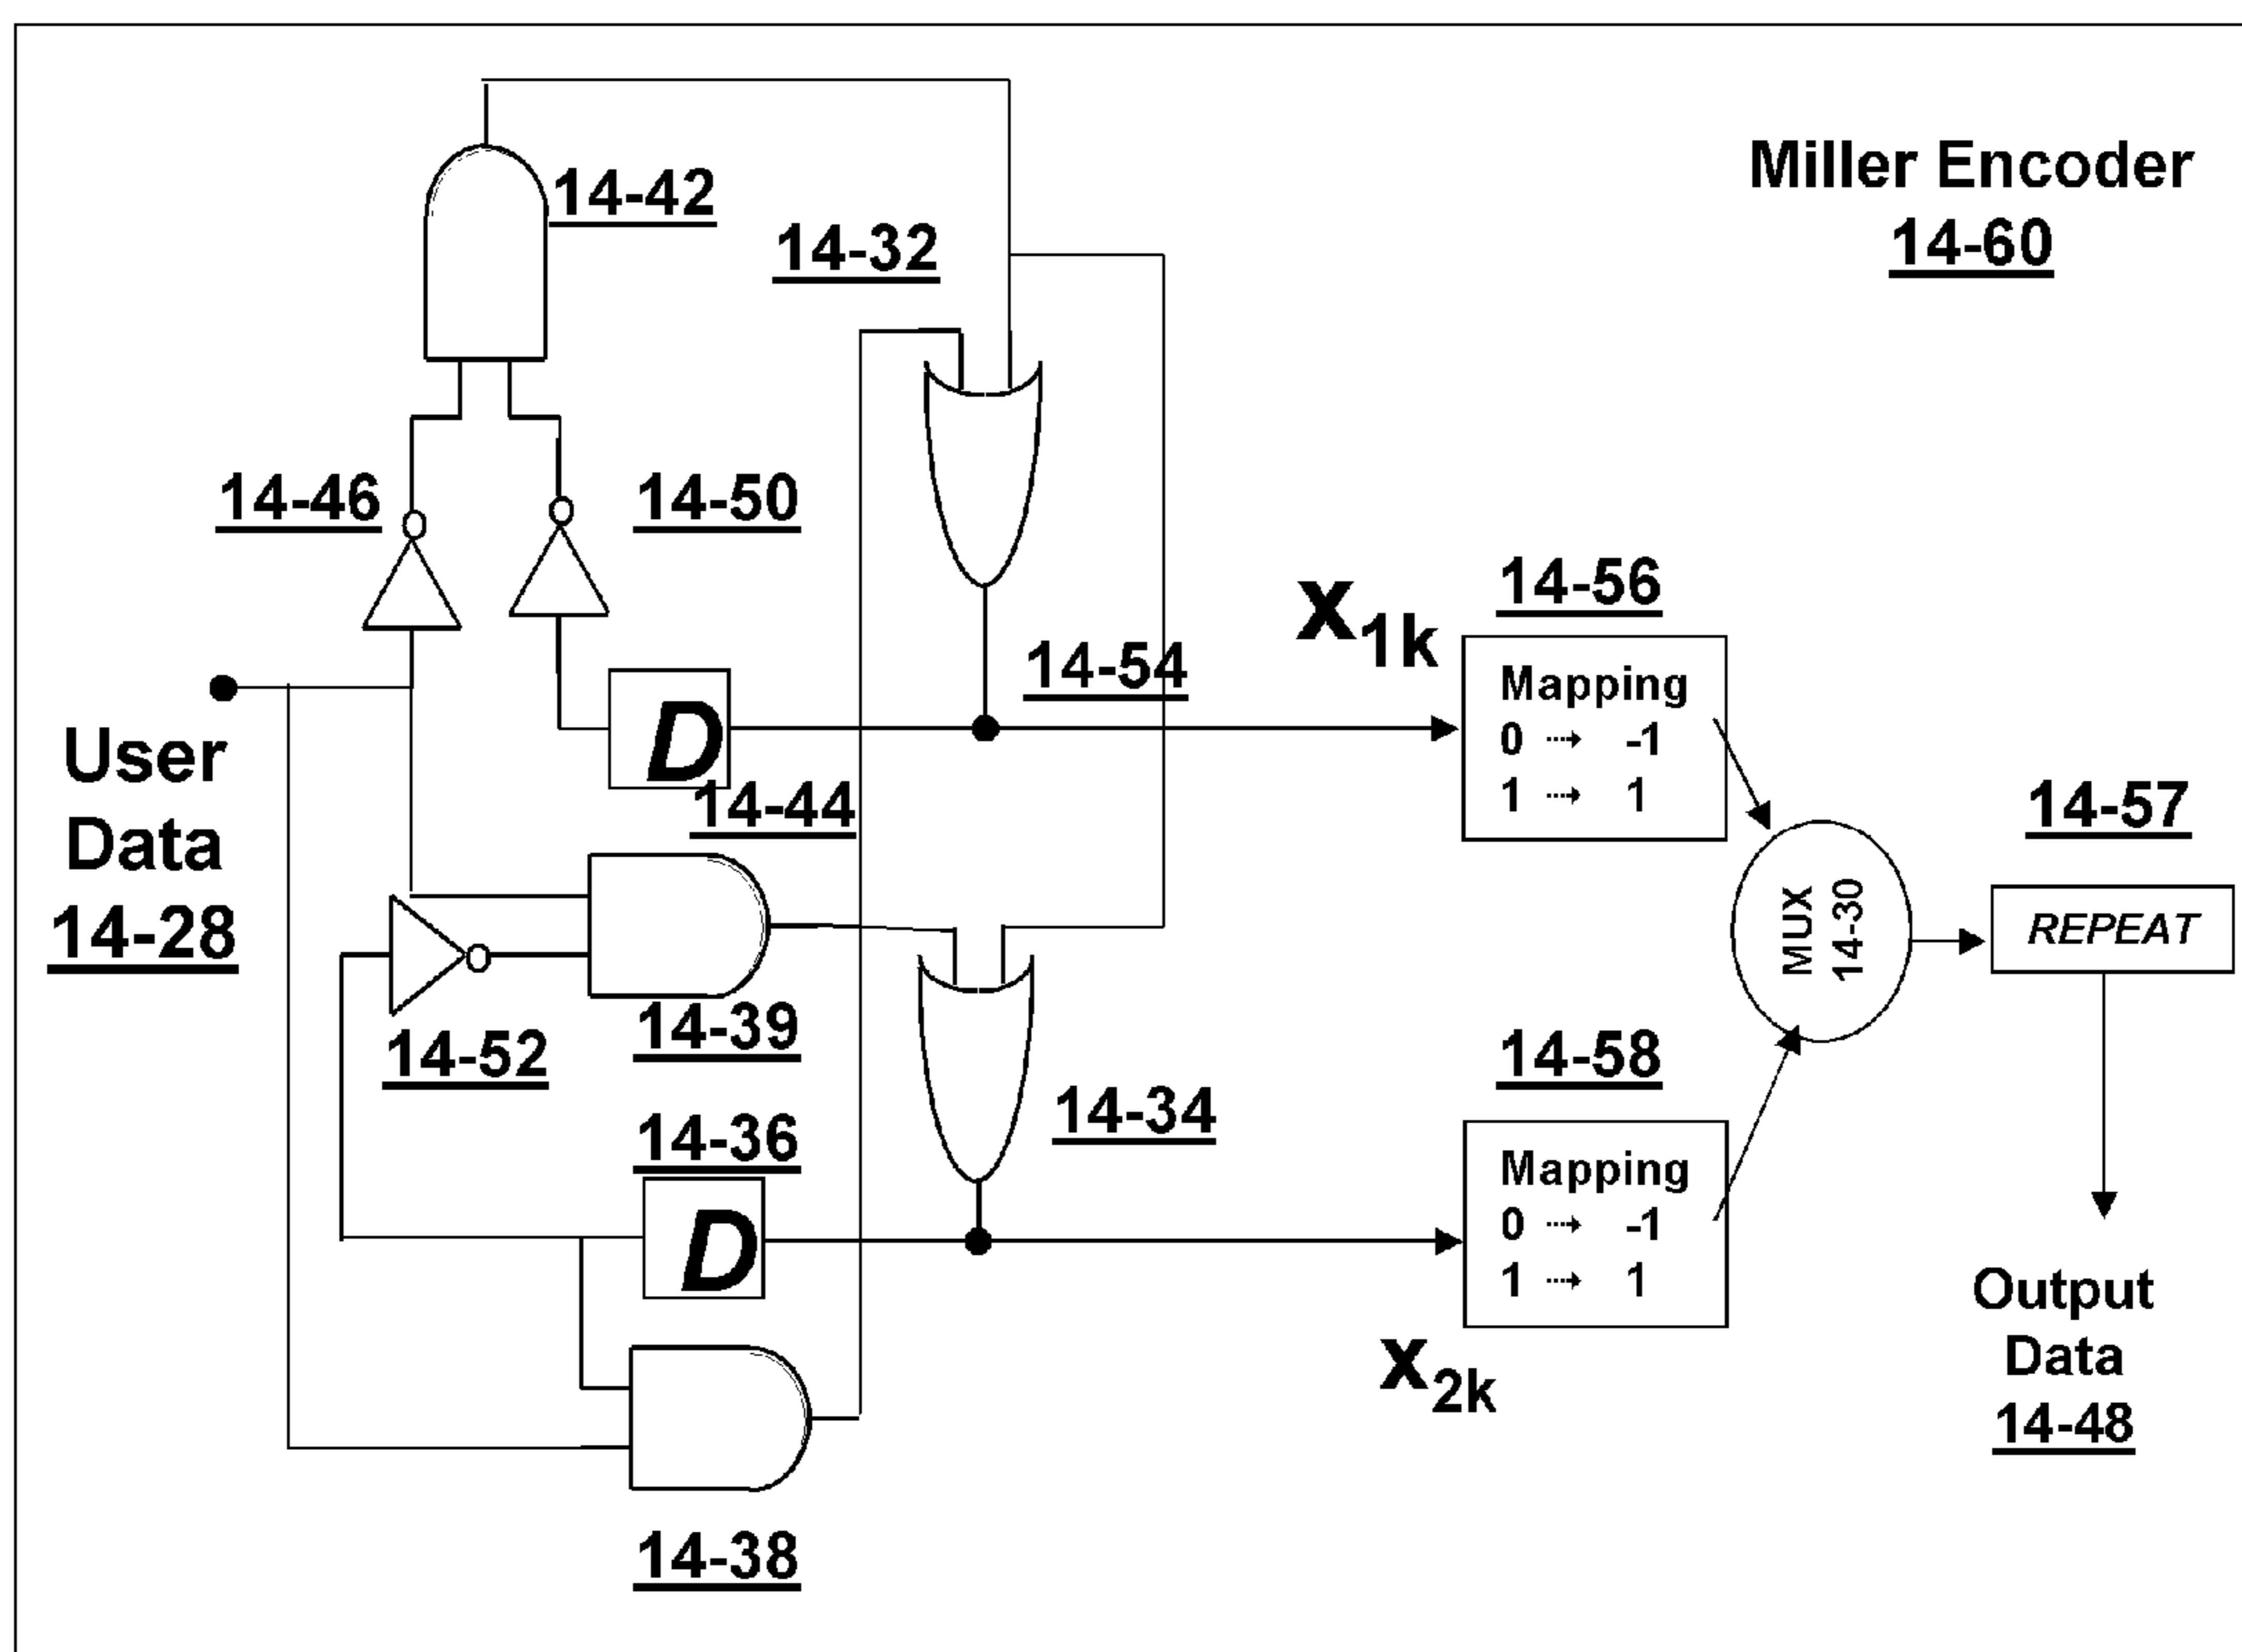 14-42
14-32
Miller Encoder
14-60
14-46
14-50
14-54
x1k
14-56
Mapping
0 ⇢ -1
1 ⇢ 1
User
Data
14-28
D
14-44
14-57
MUX
14-30
REPEAT
14-52
14-39
14-58
14-36
14-34
Mapping
0 ⇢ -1
1 ⇢ 1
D
x2k
Output
Data
14-48
14-38